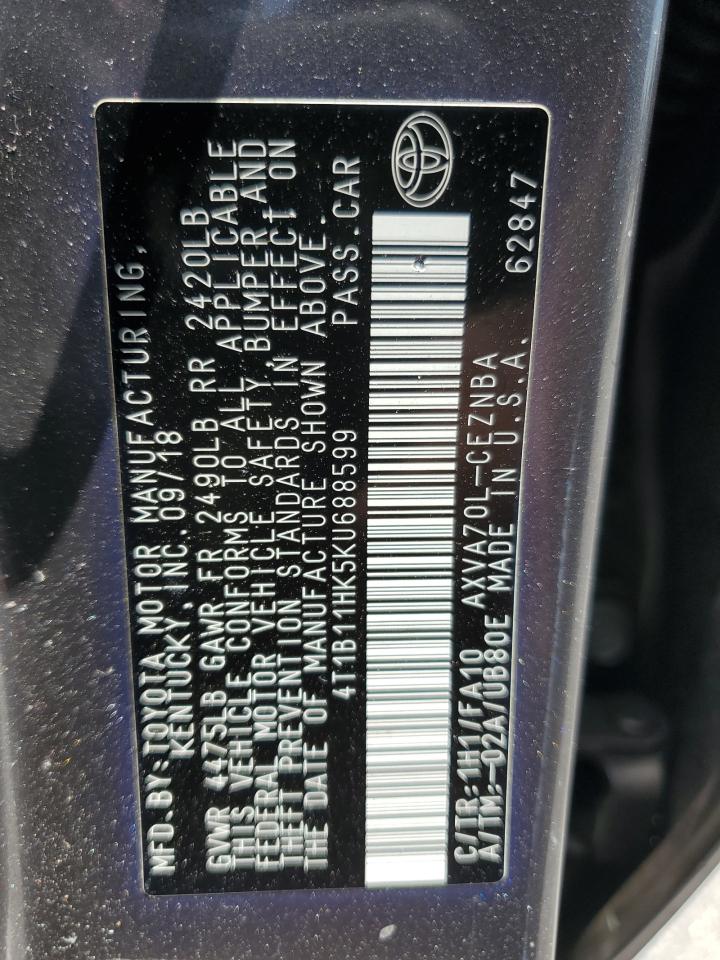 MFD.BY:TOYOTA MOTOR MANUFACTURING,
KENTUCKY, INC.09/18
GVWR 4475LB GAWR FR 2490LB RR 2420LB
THIS VEHICLE CONFORMS TO ALL APPLICABLE
FEDERAL MOTOR VEHICLE SAFETY BUMPER AND
THEFT PREVENTION STANDARDS IN EFFECT ON
THE DATE OF MANUFACTURE SHOWN ABOVE.
4T1B11HK5KU688599 PASS.CAR
C/TR:1H1/FA10 AXVA70L-CEZNBA
A/TM:-02A/UB80E MADE IN U.S.A. 62847